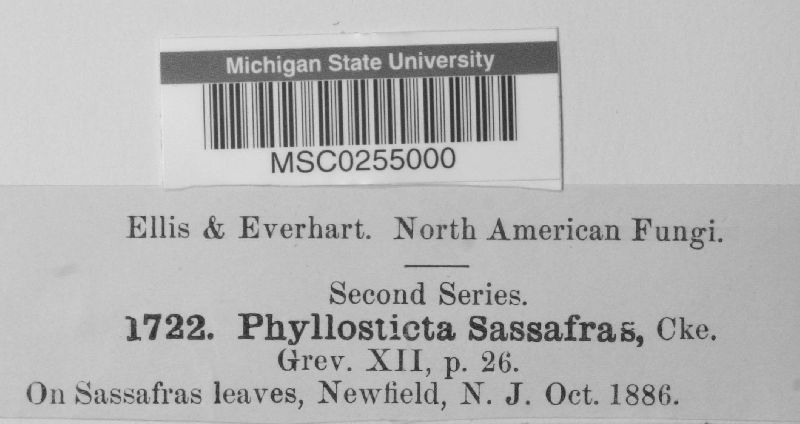 Michigan State University
MSC0255000
Ellis & Everhart. North American Fungi.
Second Series.
1722. Phyllosticta Sassafras, Cke.
Grev. XII, p. 26.
On Sassafras leaves, Newfield, N. J. Oct. 1886.